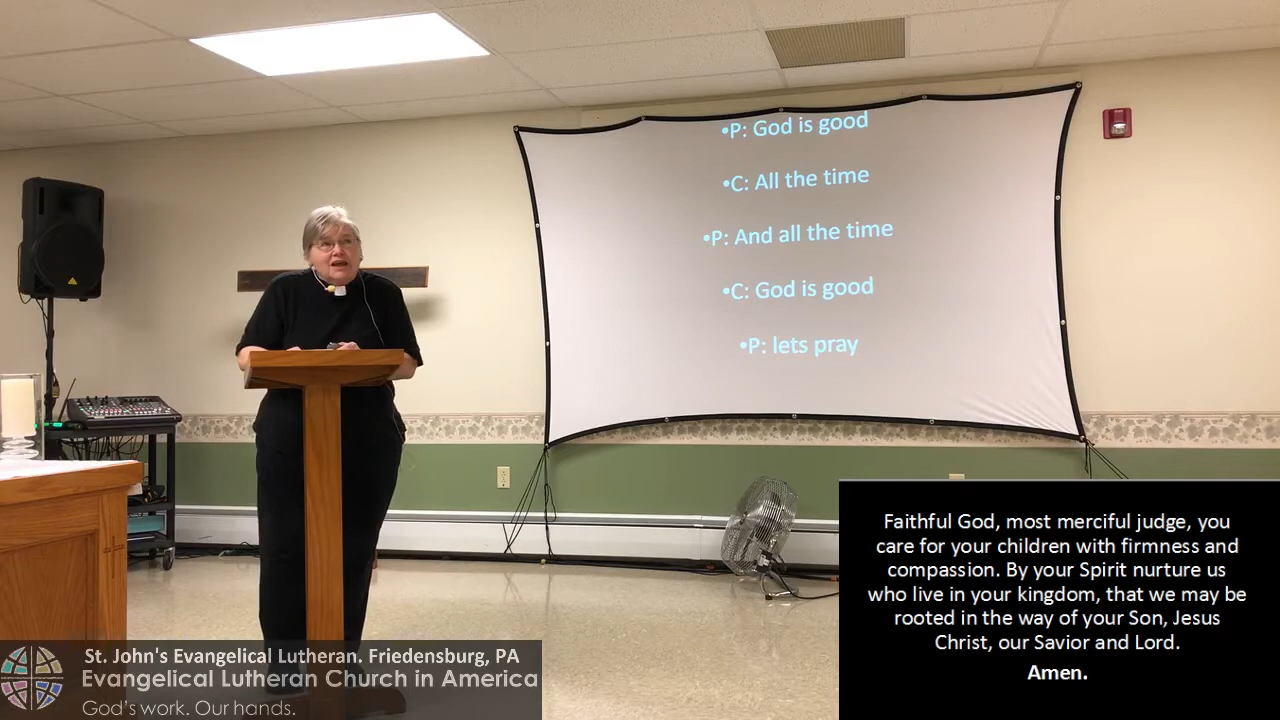 •P: God is good
•C: All the time
•P: And all the time
•C: God is good
•P: lets pray
Faithful God, most merciful judge, you
care for your children with firmness and
compassion. By your Spirit nurture us
who live in your kingdom, that we may be
rooted in the way of your Son, Jesus
Christ, our Savior and Lord.
Amen.
St. John's Evangelical Lutheran. Friedensburg, PA
Evangelical Lutheran Church in America
God's work. Our hands.